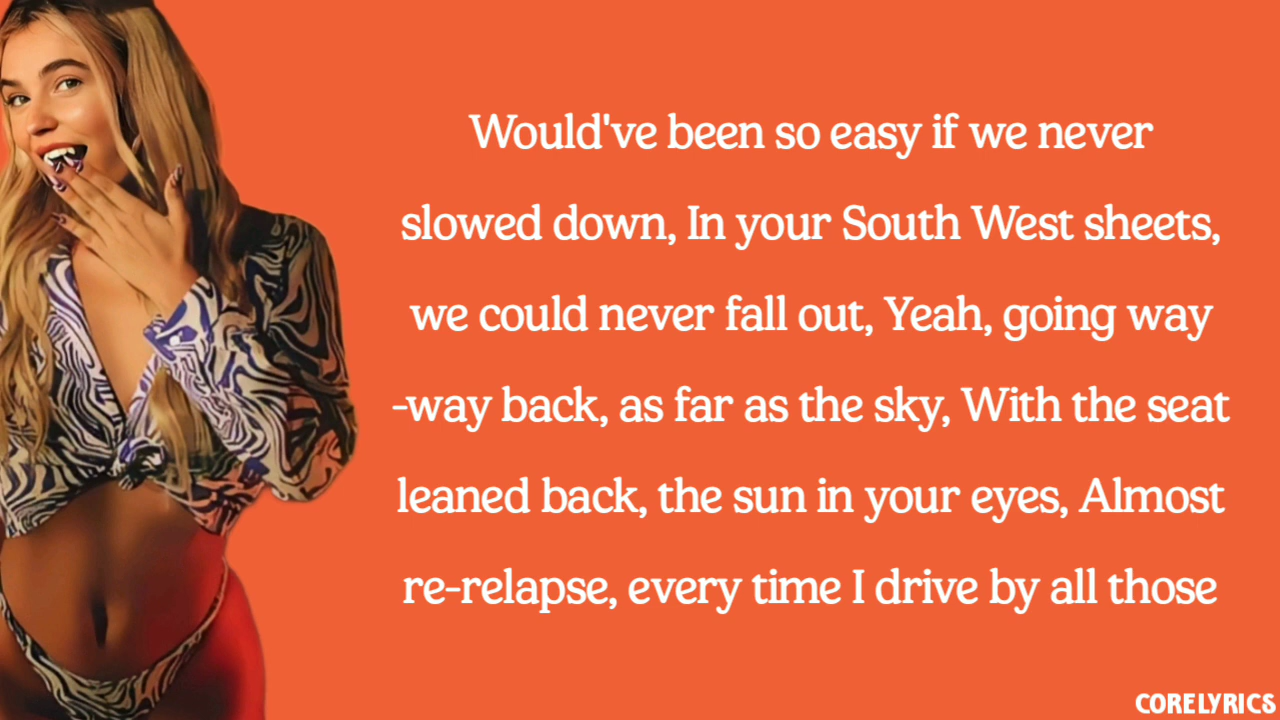 Would've been so easy if we never
slowed down, In your South West sheets,
we could never fall out, Yeah, going way
-way back, as far as the sky, With the seat
leaned back, the sun in your eyes, Almost
re-relapse, every time I drive by all those
CORELYRICS